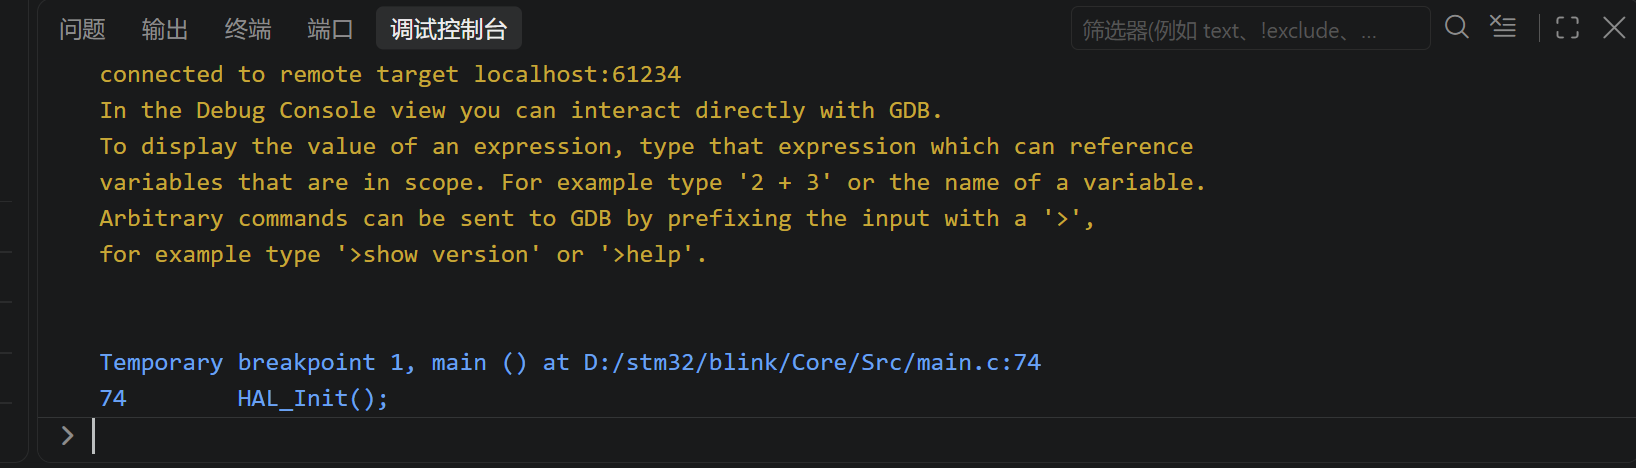 问题 输出 终端 端口 调试控制台 筛选器(例如 text、!exclude、...
connected to remote target localhost:61234
In the Debug Console view you can interact directly with GDB.
To display the value of an expression, type that expression which can reference
variables that are in scope. For example type '2 + 3' or the name of a variable.
Arbitrary commands can be sent to GDB by prefixing the input with a '>',
for example type '>show version' or '>help'.
Temporary breakpoint 1, main () at D:/stm32/blink/Core/Src/main.c:74
74        HAL_Init();